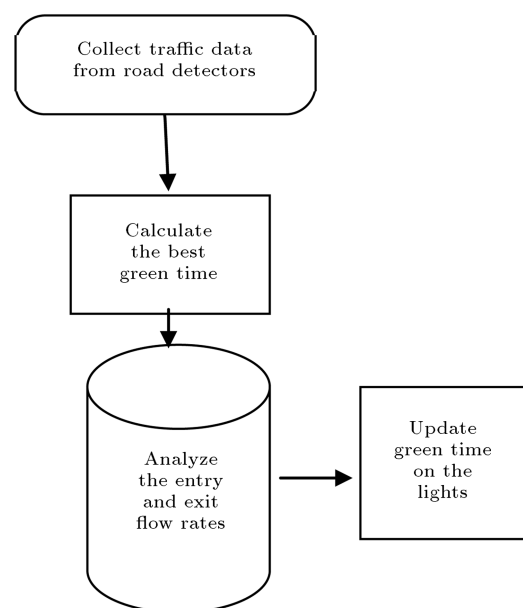 Collect traffic data
from road detectors
Calculate
the best
green time
Analyze
the entry
and exit
flow rates
Update
green time
on the
lights